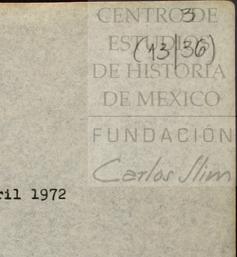 CENTRO DE
3
ESTUDIOS
(13/36)
DE HISTORIA
DE MEXICO
FUNDACIÓN
Carlos Slim
ril 1972